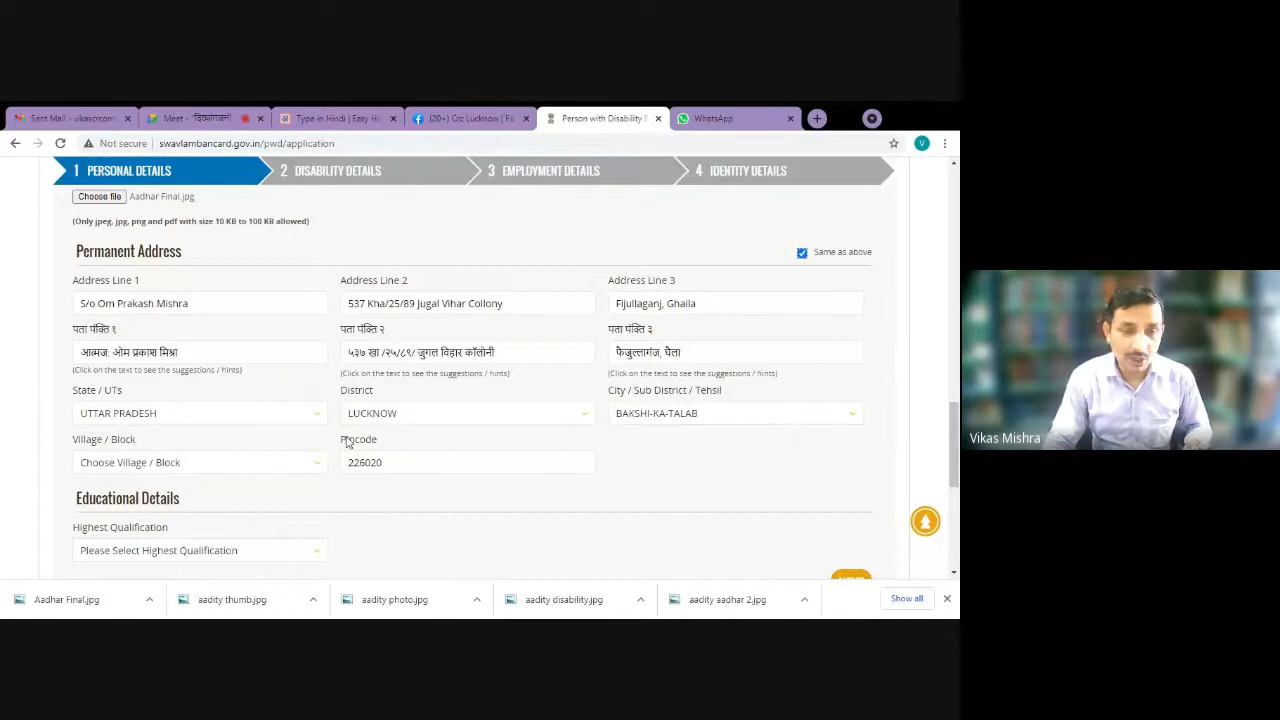 Sent Mail - vikascrcom
Meet - "दिव्यांगजनों
Type in Hindi | Easy Hi
(20+) Crc Lucknow | Fa
Person with Disability
WhatsApp
Not secure
swavlambancard.gov.in/pwd/application
V
1 PERSONAL DETAILS
2 DISABILITY DETAILS
3 EMPLOYMENT DETAILS
4 IDENTITY DETAILS
Choose file Aadhar Final.jpg
(Only jpeg, jpg, png and pdf with size 10 KB to 100 KB allowed)
Permanent Address
Same as above
Address Line 1
Address Line 2
Address Line 3
S/o Om Prakash Mishra
537 Kha/25/89 Jugal Vihar Collony
Fijullaganj, Ghaila
पता पंक्ति १
पता पंक्ति २
पता पंक्ति ३
आत्मज: ओम प्रकाश मिश्रा
५३७ खा /२५/८९/ जुगल विहार कॉलोनी
फैजुल्लागंज, घैला
(Click on the text to see the suggestions / hints)
(Click on the text to see the suggestions / hints)
(Click on the text to see the suggestions / hints)
State / UTs
District
City / Sub District / Tehsil
UTTAR PRADESH
LUCKNOW
BAKSHI-KA-TALAB
Village / Block
Pincode
Choose Village / Block
226020
Educational Details
Highest Qualification
Please Select Highest Qualification
Aadhar Final.jpg
aadity thumb.jpg
aadity photo.jpg
aadity disability.jpg
aadity aadhar 2.jpg
Show all
Vikas Mishra